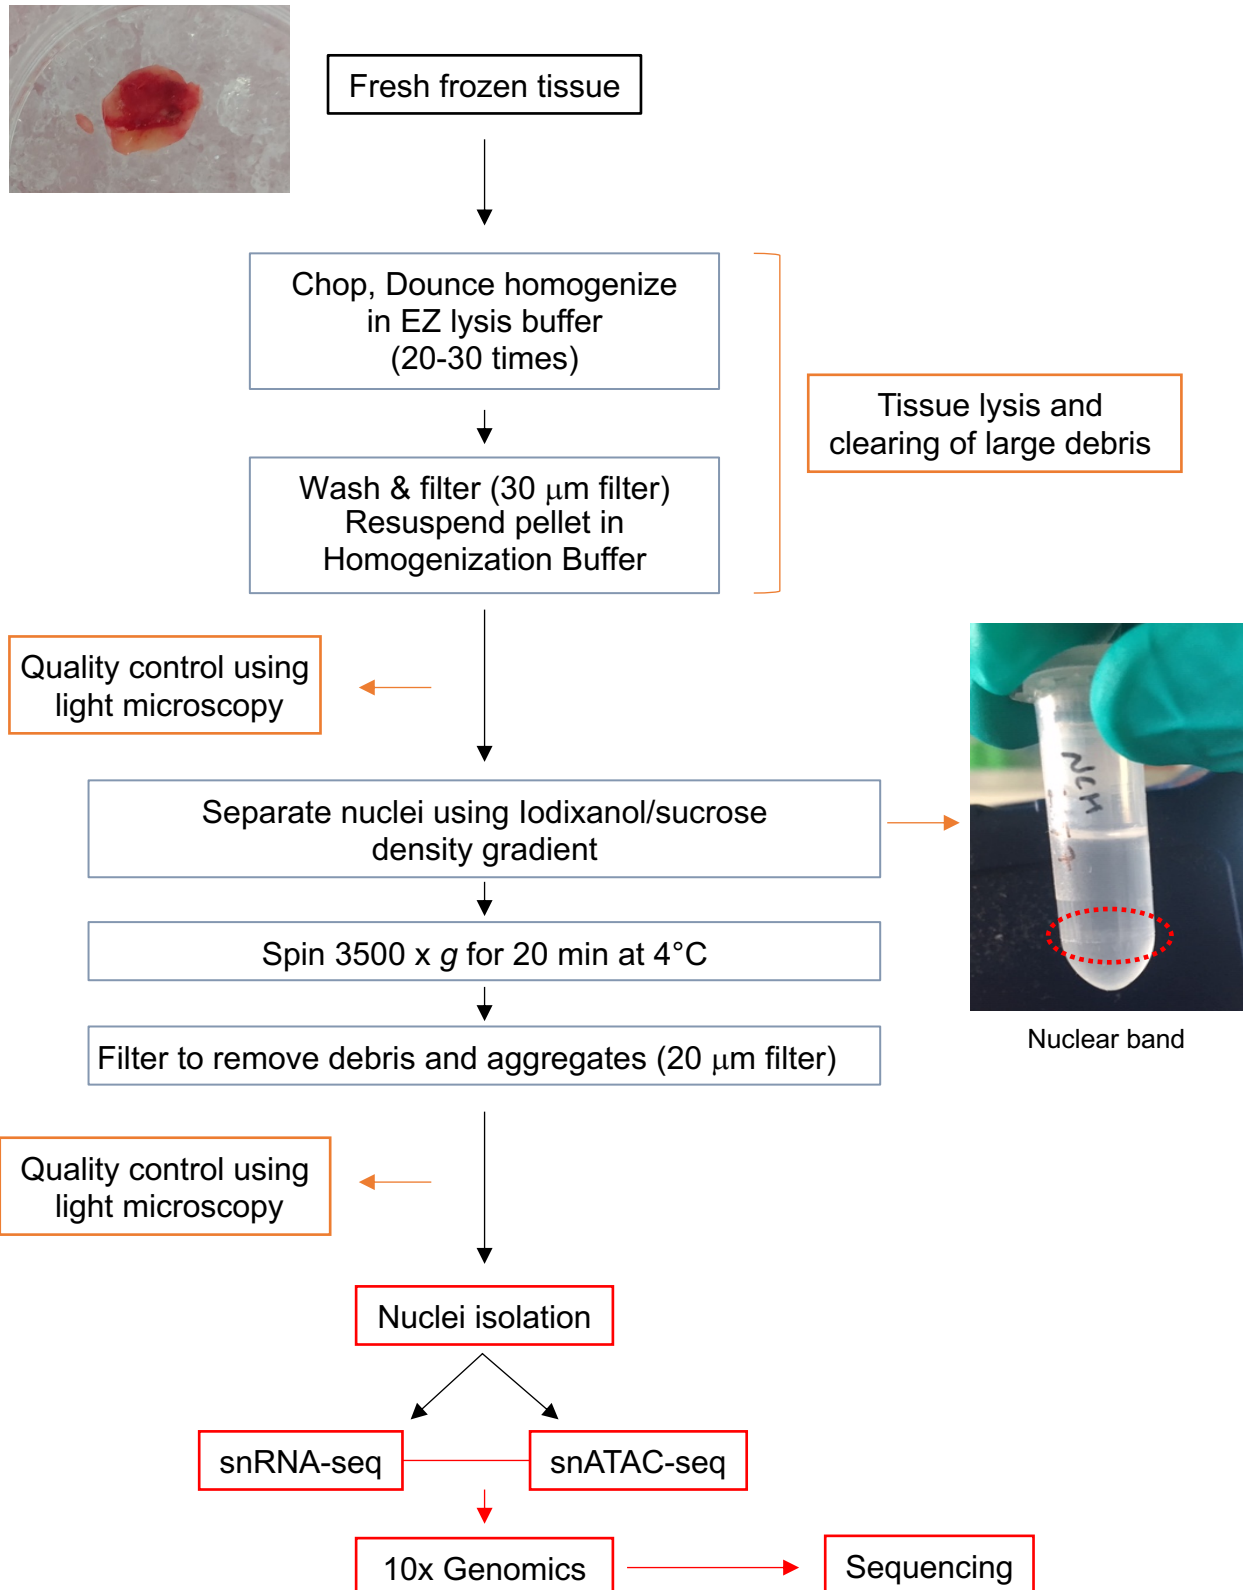 Fresh frozen tissue
Chop, Dounce homogenize
in EZ lysis buffer
(20-30 times)
Tissue lysis and
clearing of large debris
Wash & filter (30 μm filter)
Resuspend pellet in
Homogenization Buffer
Quality control using
light microscopy
NCH
Separate nuclei using Iodixanol/sucrose
density gradient
Spin 3500 x g for 20 min at 4°C
Filter to remove debris and aggregates (20 μm filter)
Nuclear band
Quality control using
light microscopy
Nuclei isolation
snRNA-seq
snATAC-seq
10x Genomics
Sequencing